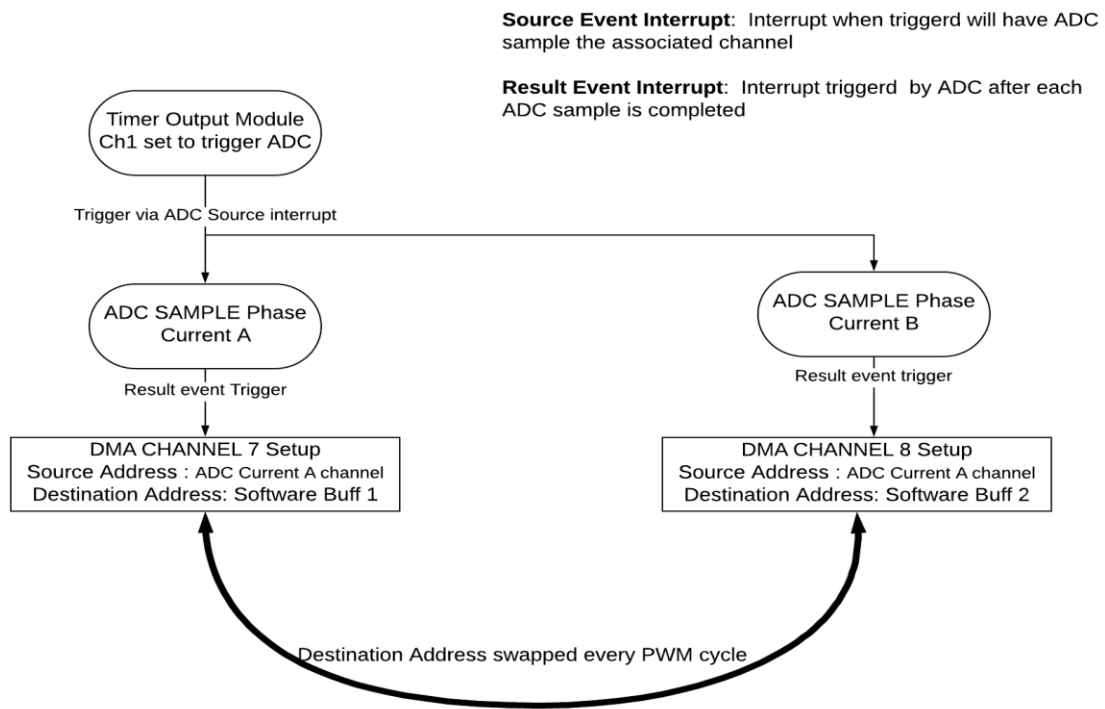 Source Event Interrupt: Interrupt when triggerd will have ADC
sample the associated channel
Result Event Interrupt: Interrupt triggerd by ADC after each
ADC sample is completed
Timer Output Module
Ch1 set to trigger ADC
Trigger via ADC Source interrupt
ADC SAMPLE Phase
Current A
ADC SAMPLE Phase
Current B
Result event Trigger
Result event trigger
DMA CHANNEL 7 Setup
Source Address : ADC Current A channel
Destination Address: Software Buff 1
DMA CHANNEL 8 Setup
Source Address : ADC Current A channel
Destination Address: Software Buff 2
Destination Address swapped every PWM cycle